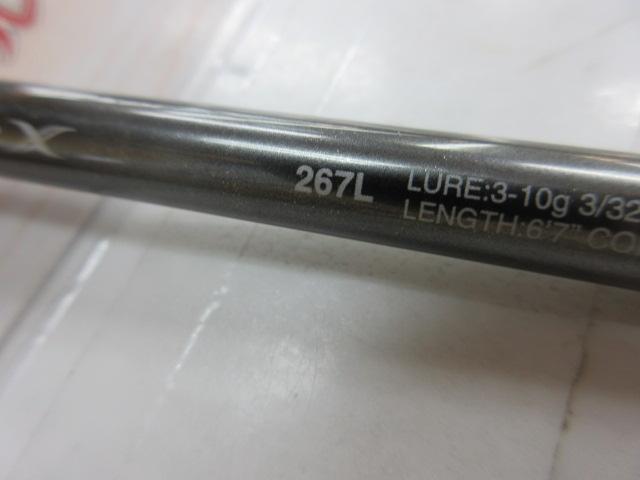 X
267L
LURE:3-10g 3/32
LENGTH:6'7"